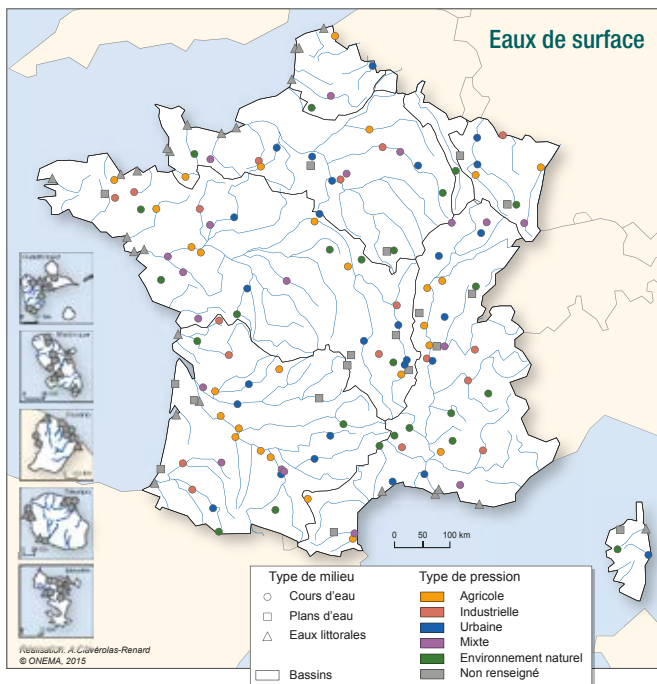 Eaux de surface
0 50 100 km
Type de milieu
Cours d'eau
Plans d'eau
Eaux littorales
Bassins
Type de pression
Agricole
Industrielle
Urbaine
Mixte
Environnement naturel
Non renseigné
Réalisation: A.Clavérolas-Renard
© ONEMA, 2015